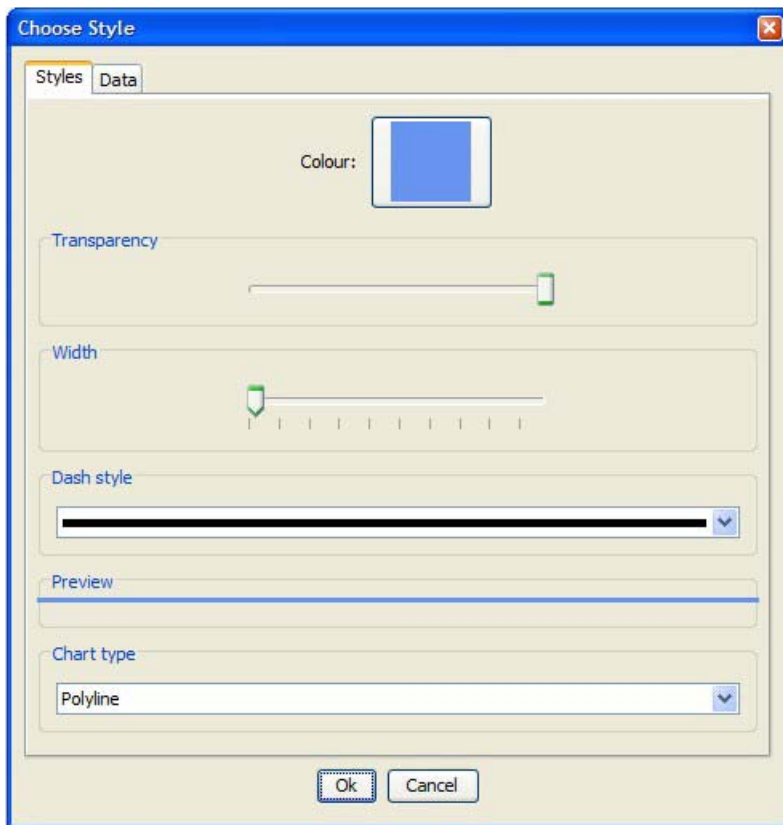 Choose Style
Styles Data
Colour:
Transparency
Width
Dash style
Preview
Chart type
Polyline
Ok Cancel